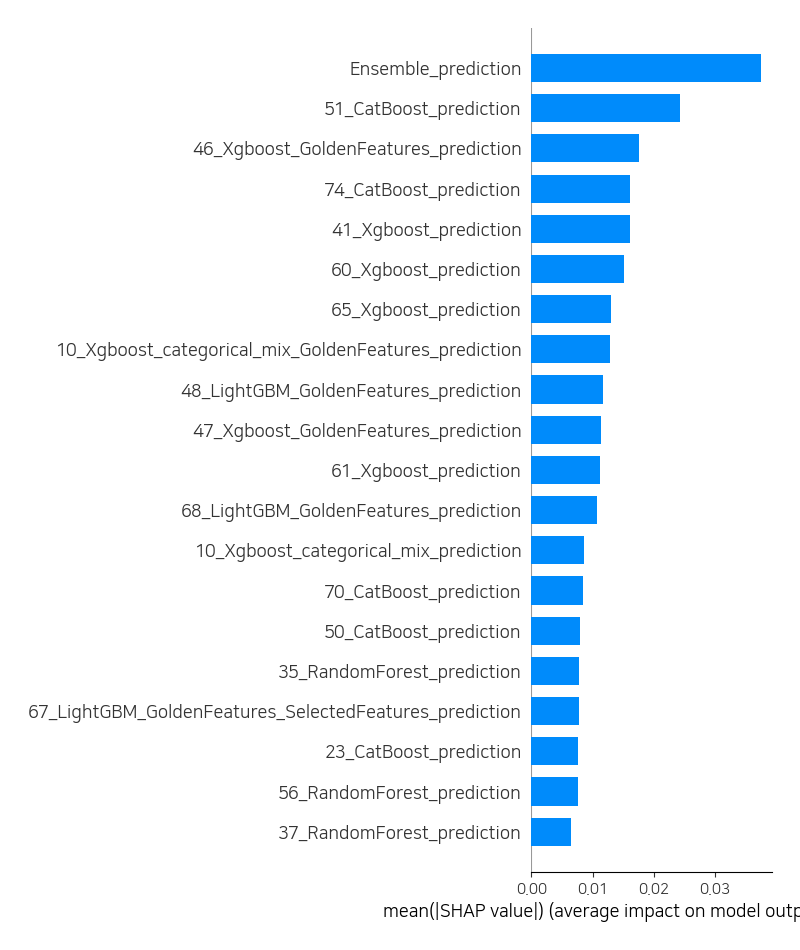 Ensemble_prediction
51_CatBoost_prediction
46_Xgboost_GoldenFeatures_prediction
74_CatBoost_prediction
41_Xgboost_prediction
60_Xgboost_prediction
65_Xgboost_prediction
10_Xgboost_categorical_mix_GoldenFeatures_prediction
48_LightGBM_GoldenFeatures_prediction
47_Xgboost_GoldenFeatures_prediction
61_Xgboost_prediction
68_LightGBM_GoldenFeatures_prediction
10_Xgboost_categorical_mix_prediction
70_CatBoost_prediction
50_CatBoost_prediction
35_RandomForest_prediction
67_LightGBM_GoldenFeatures_SelectedFeatures_prediction
23_CatBoost_prediction
56_RandomForest_prediction
37_RandomForest_prediction
0.00 0.01 0.02 0.03
mean(|SHAP value|) (average impact on model outp